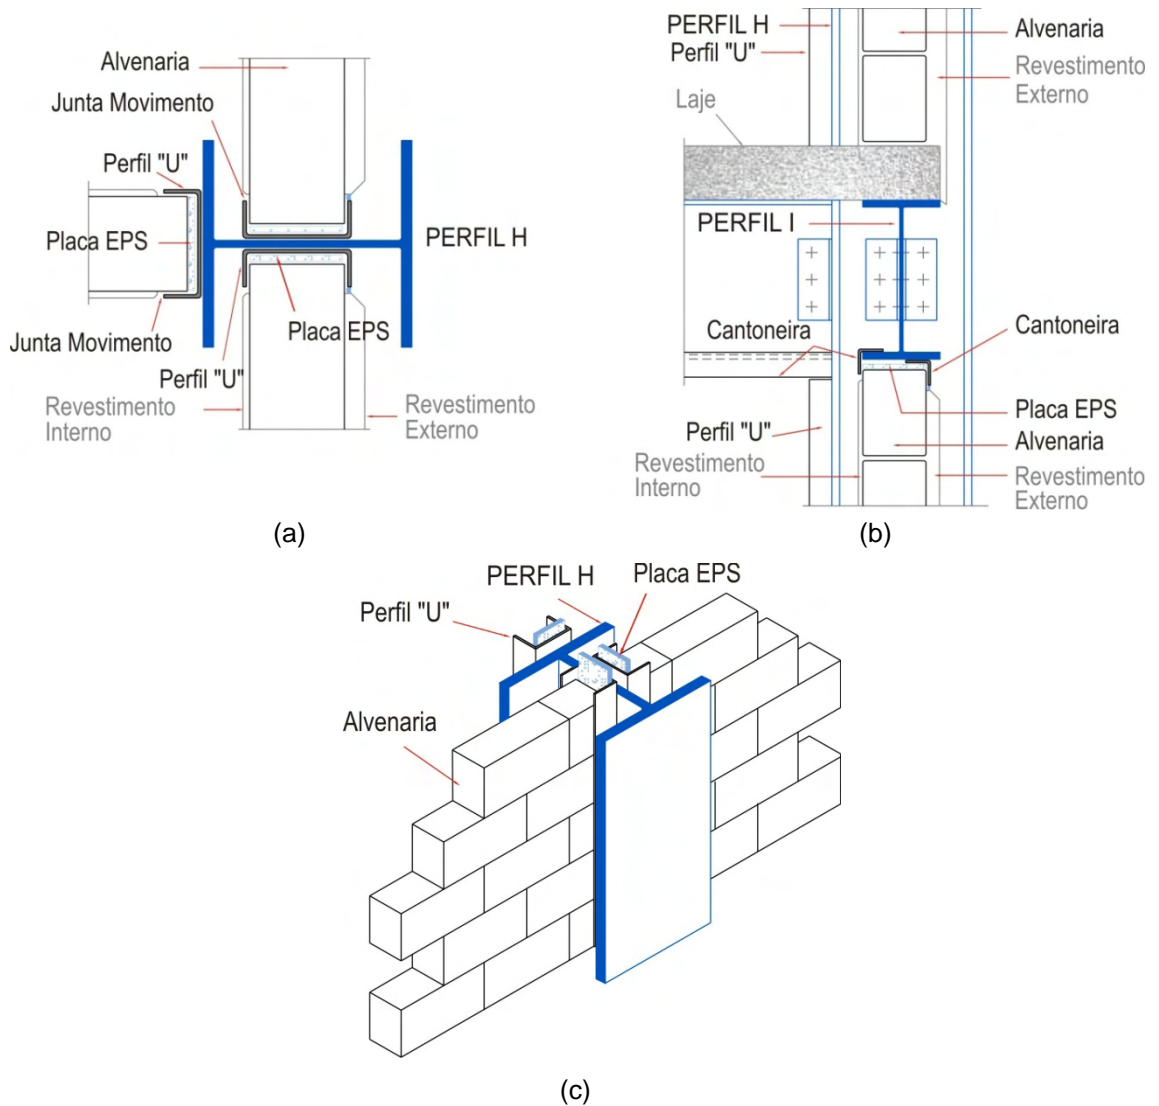 Alvenaria
Junta Movimento
Perfil "U"
Placa EPS
PERFIL H
Placa EPS
Junta Movimento
Perfil "U"
Revestimento
Interno
Revestimento
Externo
(a)
PERFIL H
Perfil "U"
Alvenaria
Revestimento
Externo
Laje
PERFIL I
Cantoneira
Cantoneira
Placa EPS
Perfil "U"
Alvenaria
Revestimento
Interno
Revestimento
Externo
(b)
PERFIL H
Placa EPS
Perfil "U"
Alvenaria
(c)